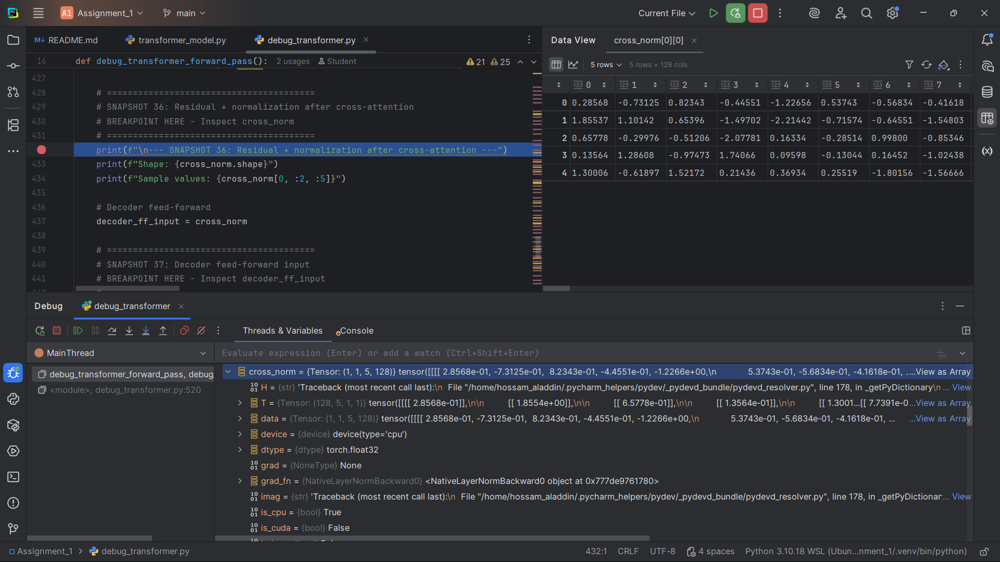 A1 Assignment_1 main Current File
M↓ README.md transformer_model.py debug_transformer.py
16 def debug_transformer_forward_pass(): 2 usages Student 21 25
427
428 # ========================================
429 # SNAPSHOT 36: Residual + normalization after cross-attention
430 # BREAKPOINT HERE - Inspect cross_norm
431 # ========================================
print(f"\n--- SNAPSHOT 36: Residual + normalization after cross-attention ---")
433 print(f"Shape: {cross_norm.shape}")
434 print(f"Sample values: {cross_norm[0, :2, :5]}")
435
436 # Decoder feed-forward
437 decoder_ff_input = cross_norm
438
439 # ========================================
440 # SNAPSHOT 37: Decoder feed-forward input
441 # BREAKPOINT HERE - Inspect decoder_ff_input
Data View cross_norm[0][0]
5 rows 5 rows × 128 cols
123 0 123 1 123 2 123 3 123 4 123 5 123 6 123 7
0 0.28568 -0.73125 0.82343 -0.44551 -1.22656 0.53743 -0.56834 -0.41618
1 1.85537 1.10142 0.65396 -1.49702 -2.21442 -0.71574 -0.64551 -1.54803
2 0.65778 -0.29976 -0.51206 -2.07781 0.16334 -0.28514 0.99800 -0.85346
3 0.13564 1.28608 -0.97473 1.74066 0.09598 -0.13044 0.16452 -1.02438
4 1.30006 -0.61897 1.52172 0.21436 0.36934 0.25519 -1.80156 -1.56666
Debug debug_transformer
Threads & Variables Console
MainThread
debug_transformer_forward_pass, debug_
<module>, debug_transformer.py:520
Evaluate expression (Enter) or add a watch (Ctrl+Shift+Enter)
cross_norm = {Tensor: (1, 1, 5, 128)} tensor([[[[ 2.8568e-01, -7.3125e-01, 8.2343e-01, -4.4551e-01, -1.2266e+00,\n 5.3743e-01, -5.6834e-01, -4.1618e-01, ...View as Array
H = {str} 'Traceback (most recent call last):\n File "/home/hossam_aladdin/.pycharm_helpers/pydev/_pydevd_bundle/pydevd_resolver.py", line 178, in _getPyDictionary\n ... View
T = {Tensor: (128, 5, 1, 1)} tensor([[[[ 2.8568e-01]],\n\n [[ 1.8554e+00]],\n\n [[ 6.5778e-01]],\n\n [[ 1.3564e-01]],\n\n [[ 1.3001...[[ 7.7391e-0...View as Array
data = {Tensor: (1, 1, 5, 128)} tensor([[[[ 2.8568e-01, -7.3125e-01, 8.2343e-01, -4.4551e-01, -1.2266e+00,\n 5.3743e-01, -5.6834e-01, -4.1618e-01, ... ...View as Array
device = {device} device(type='cpu')
dtype = {dtype} torch.float32
grad = {NoneType} None
grad_fn = {NativeLayerNormBackward0} <NativeLayerNormBackward0 object at 0x777de9761780>
imag = {str} 'Traceback (most recent call last):\n File "/home/hossam_aladdin/.pycharm_helpers/pydev/_pydevd_bundle/pydevd_resolver.py", line 178, in _getPyDictionar... View
is_cpu = {bool} True
is_cuda = {bool} False
Assignment_1 > debug_transformer.py 432:1 CRLF UTF-8 4 spaces Python 3.10.18 WSL (Ubun...nment_1/.venv/bin/python)